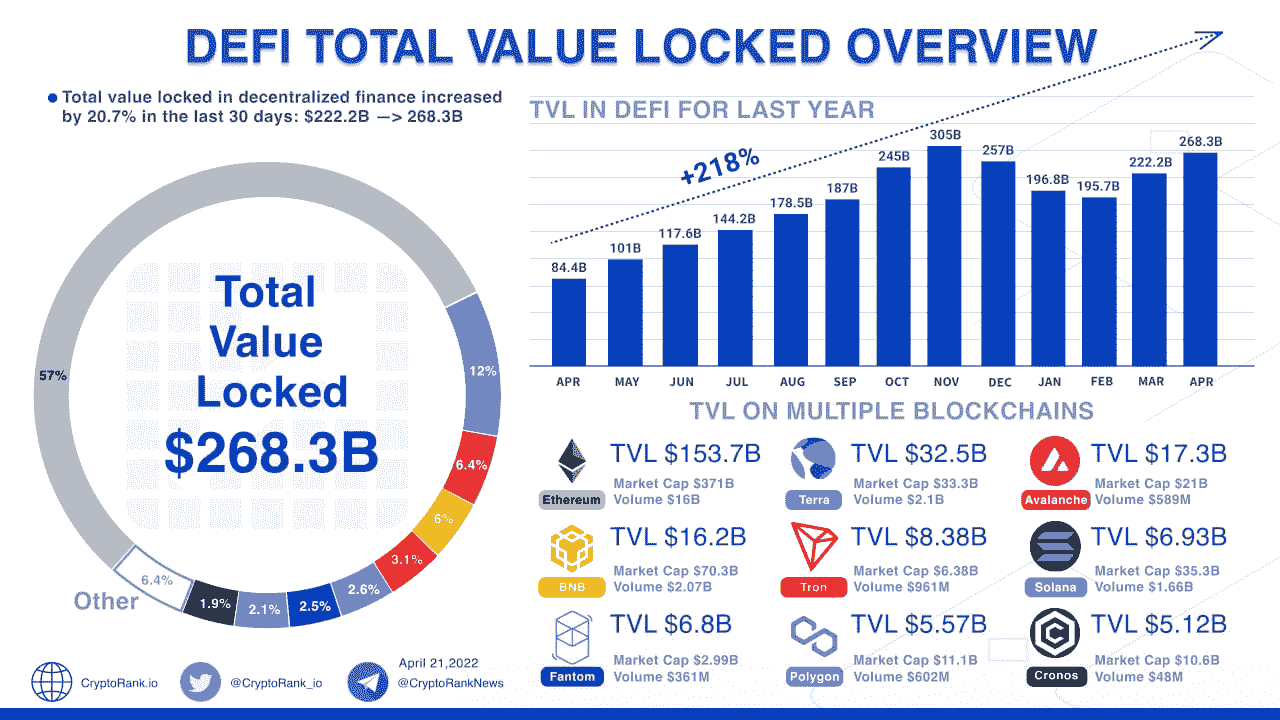 DEFI TOTAL VALUE LOCKED OVERVIEW
Total value locked in decentralized finance increased
by 20.7% in the last 30 days: $222.2B —> 268.3B
57%
12%
6.4%
6%
3.1%
2.6%
2.5%
2.1%
1.9%
6.4%
Other
Total
Value
Locked
$268.3B
TVL IN DEFI FOR LAST YEAR
+218%
84.4B
101B
117.6B
144.2B
178.5B
187B
245B
305B
257B
196.8B
195.7B
222.2B
268.3B
APR MAY JUN JUL AUG SEP OCT NOV DEC JAN FEB MAR APR
TVL ON MULTIPLE BLOCKCHAINS
Ethereum
TVL $153.7B
Market Cap $371B
Volume $16B
Terra
TVL $32.5B
Market Cap $33.3B
Volume $2.1B
Avalanche
TVL $17.3B
Market Cap $21B
Volume $589M
BNB
TVL $16.2B
Market Cap $70.3B
Volume $2.07B
Tron
TVL $8.38B
Market Cap $6.38B
Volume $961M
Solana
TVL $6.93B
Market Cap $35.3B
Volume $1.66B
Fantom
TVL $6.8B
Market Cap $2.99B
Volume $361M
Polygon
TVL $5.57B
Market Cap $11.1B
Volume $602M
Cronos
TVL $5.12B
Market Cap $10.6B
Volume $48M
CryptoRank.io
@CryptoRank_io
April 21,2022
@CryptoRankNews